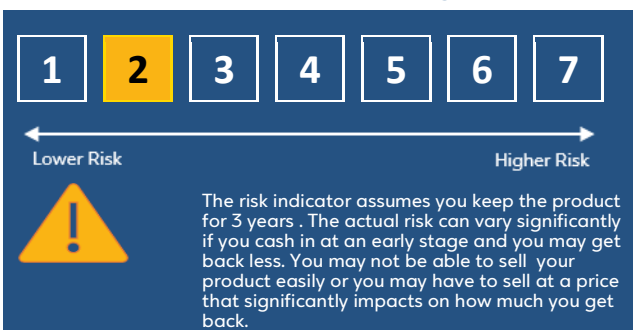 1 2 3 4 5 6 7
Lower Risk Higher Risk
!
The risk indicator assumes you keep the product
for 3 years . The actual risk can vary significantly
if you cash in at an early stage and you may get
back less. You may not be able to sell your
product easily or you may have to sell at a price
that significantly impacts on how much you get
back.